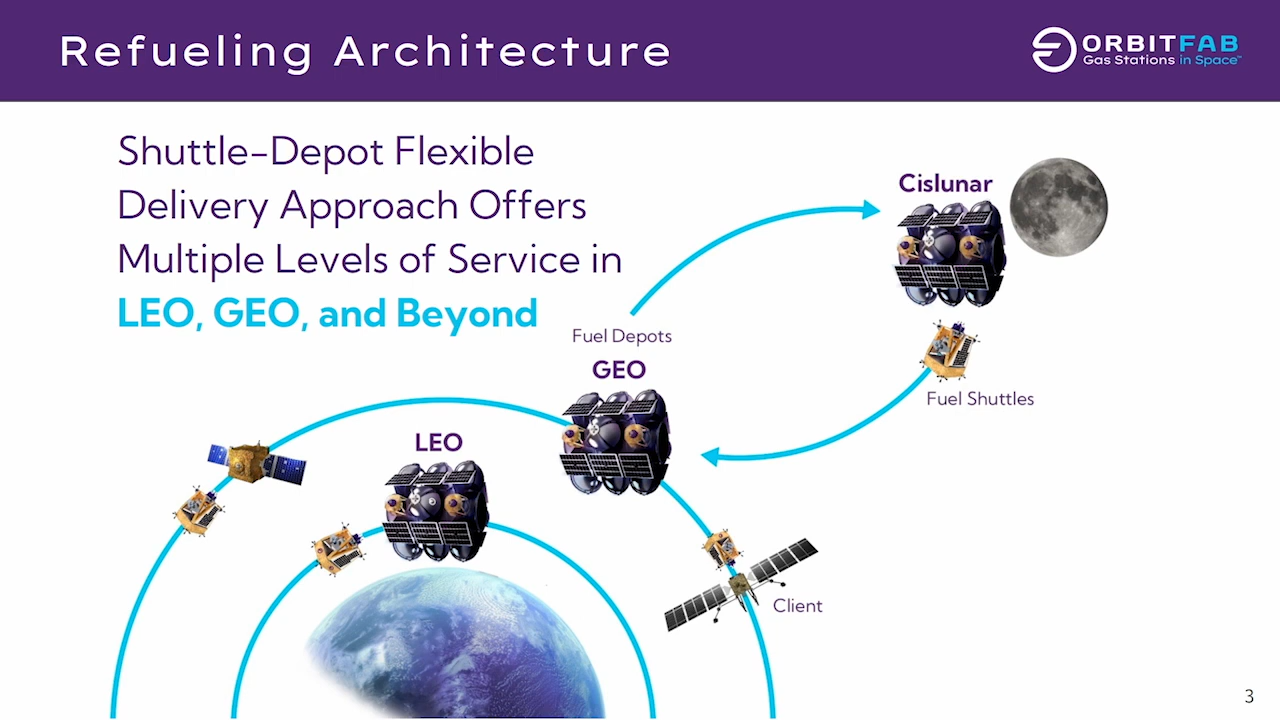 Refueling Architecture
ORBITFAB
Gas Stations in Space™
Shuttle-Depot Flexible
Delivery Approach Offers
Multiple Levels of Service in
LEO, GEO, and Beyond
Cislunar
Fuel Depots
GEO
Fuel Shuttles
LEO
Client
3